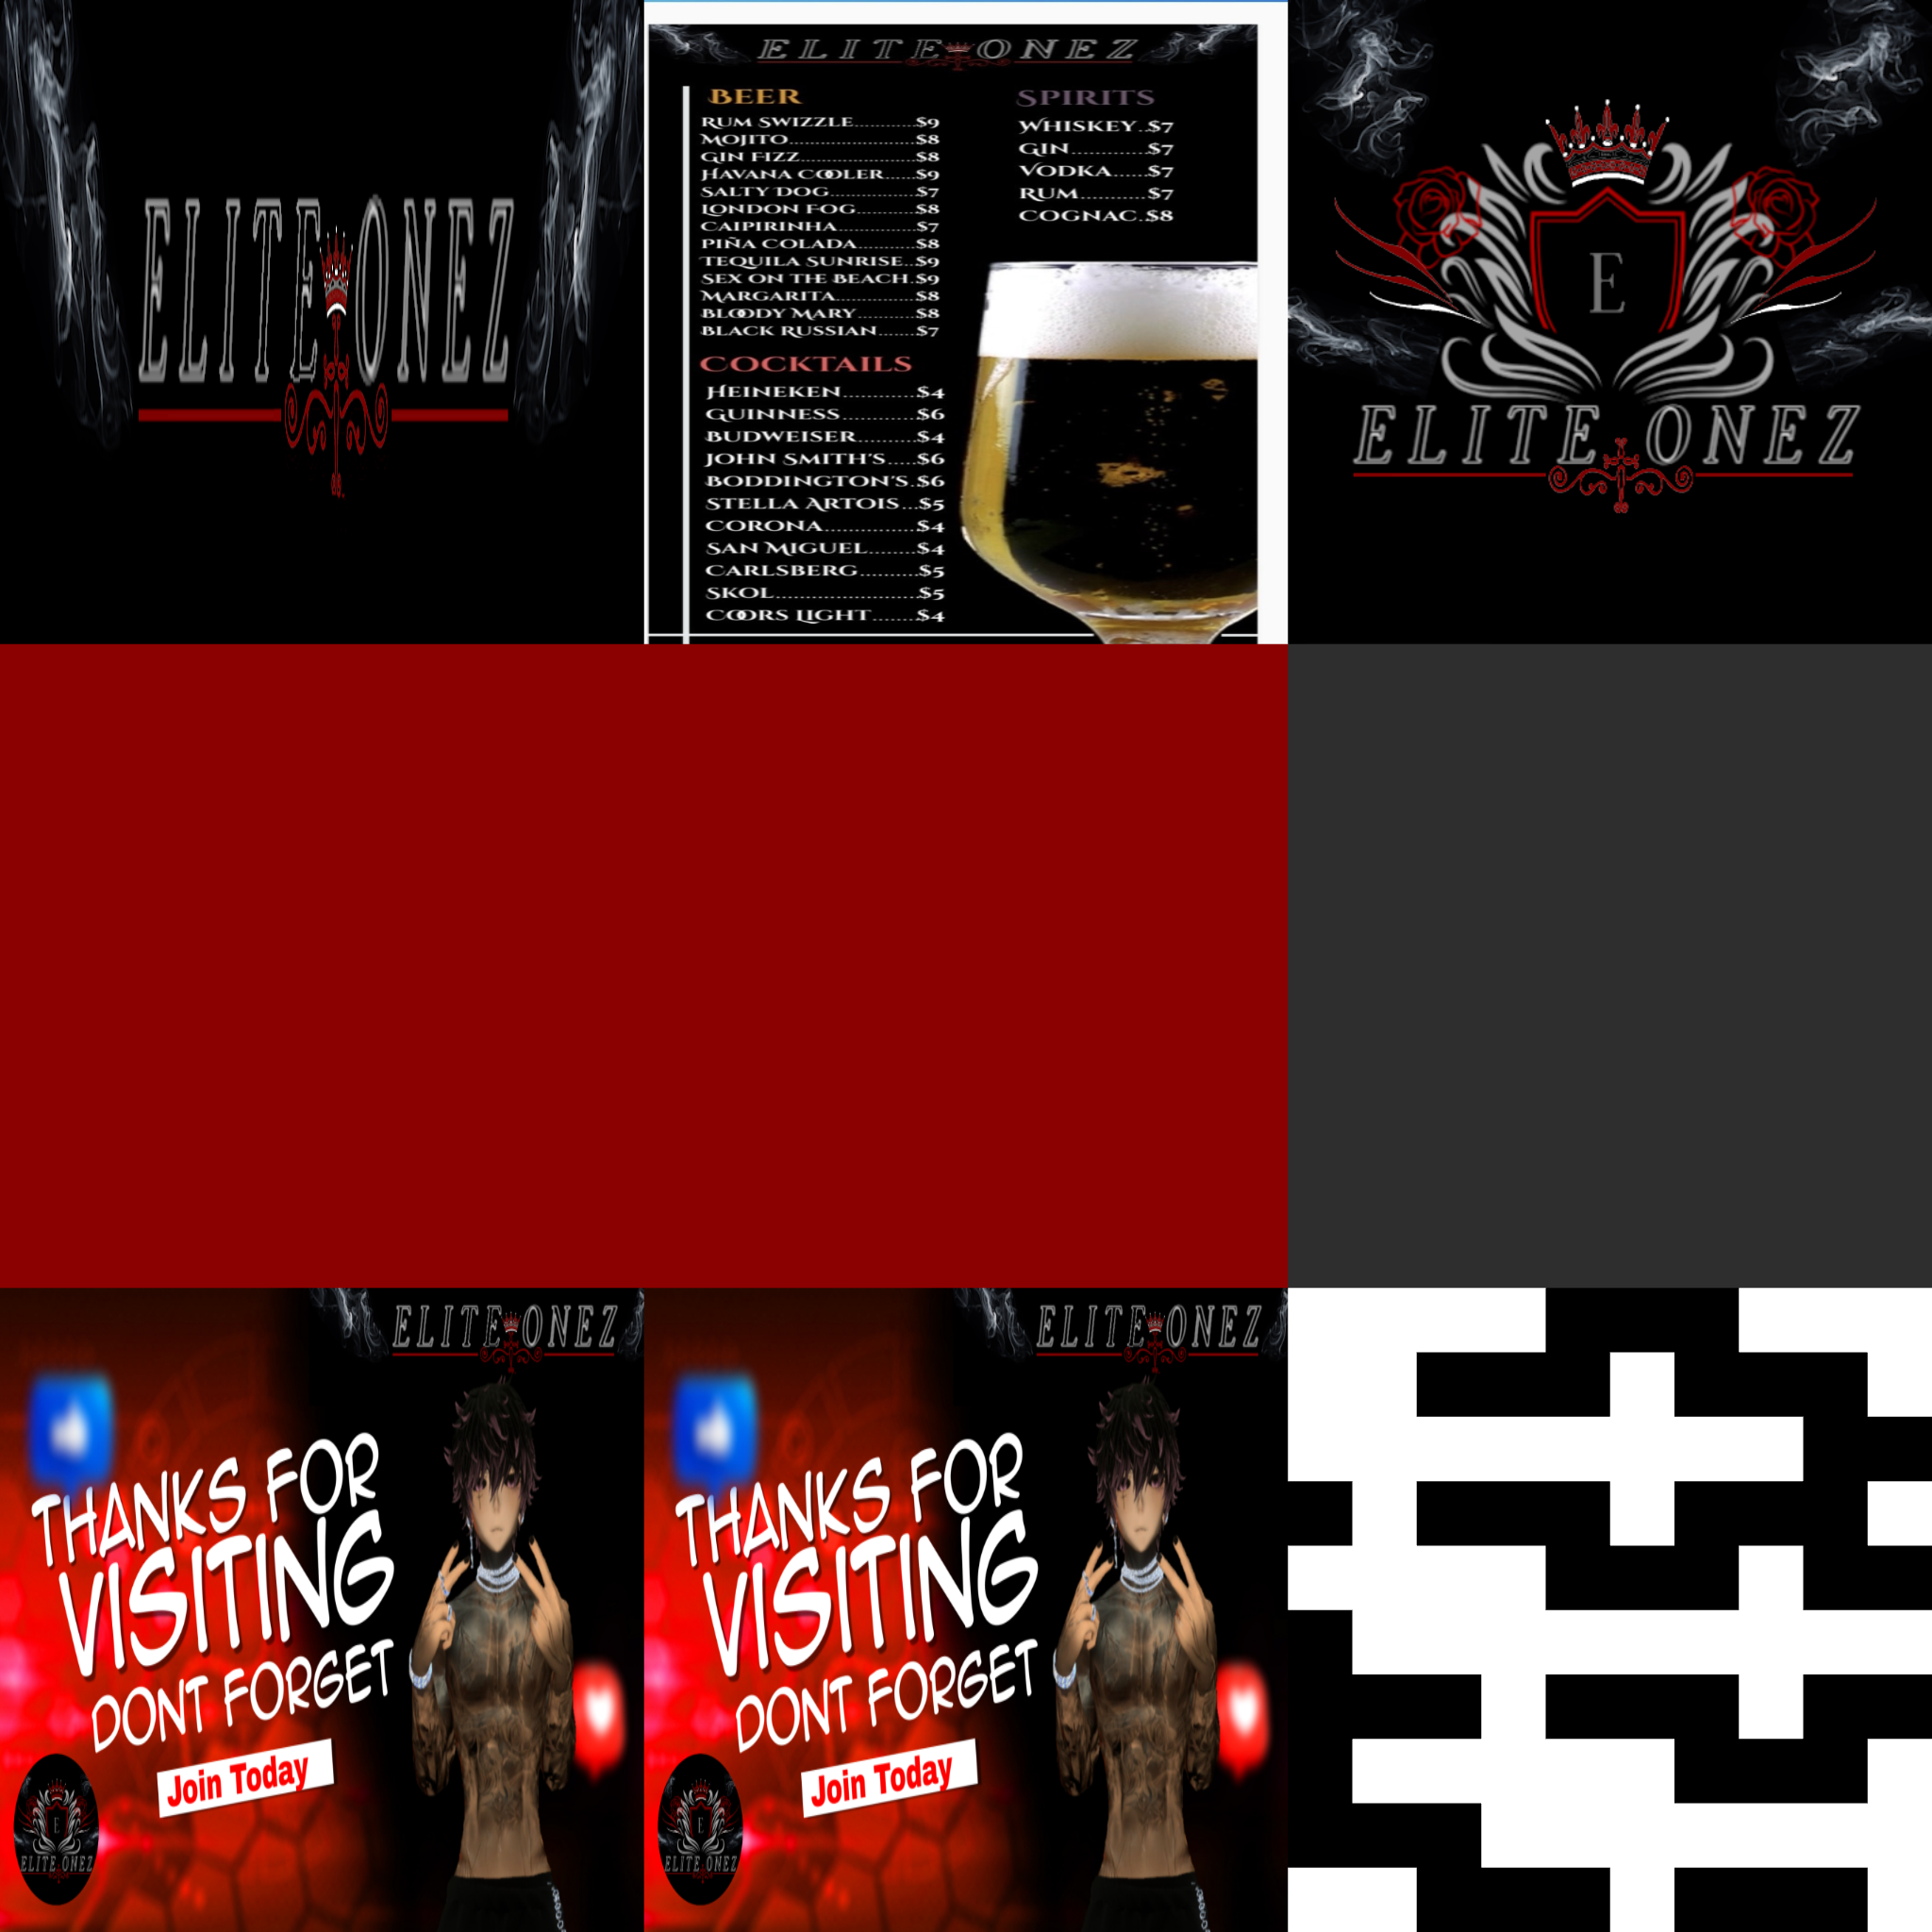 ELITE ONEZ
ELITE ONEZ
BEER
RUM SWIZZLE............$9
MOJITO........................$8
GIN FIZZ......................$8
HAVANA COOLER......$9
SALTY DOG.................$7
LONDON FOG............$8
CAIPIRINHA................$7
PIÑA COLADA............$8
TEQUILA SUNRISE...$9
SEX ON THE BEACH.$9
MARGARITA...............$8
BLOODY MARY...........$8
BLACK RUSSIAN.......$7
COCKTAILS
HEINEKEN............$4
GUINNESS............$6
BUDWEISER.........$4
JOHN SMITH'S.....$6
BODDINGTON'S.$6
STELLA ARTOIS...$5
CORONA..............$4
SAN MIGUEL.......$4
CARLSBERG.........$5
SKOL......................$5
COORS LIGHT.......$4
SPIRITS
WHISKEY..$7
GIN............$7
VODKA.....$7
RUM..........$7
COGNAC..$8
E
ELITE ONEZ
ELITE ONEZ
THANKS FOR
VISITING
DONT FORGET
Join Today
E
ELITE ONEZ
ELITE ONEZ
THANKS FOR
VISITING
DONT FORGET
Join Today
E
ELITE ONEZ